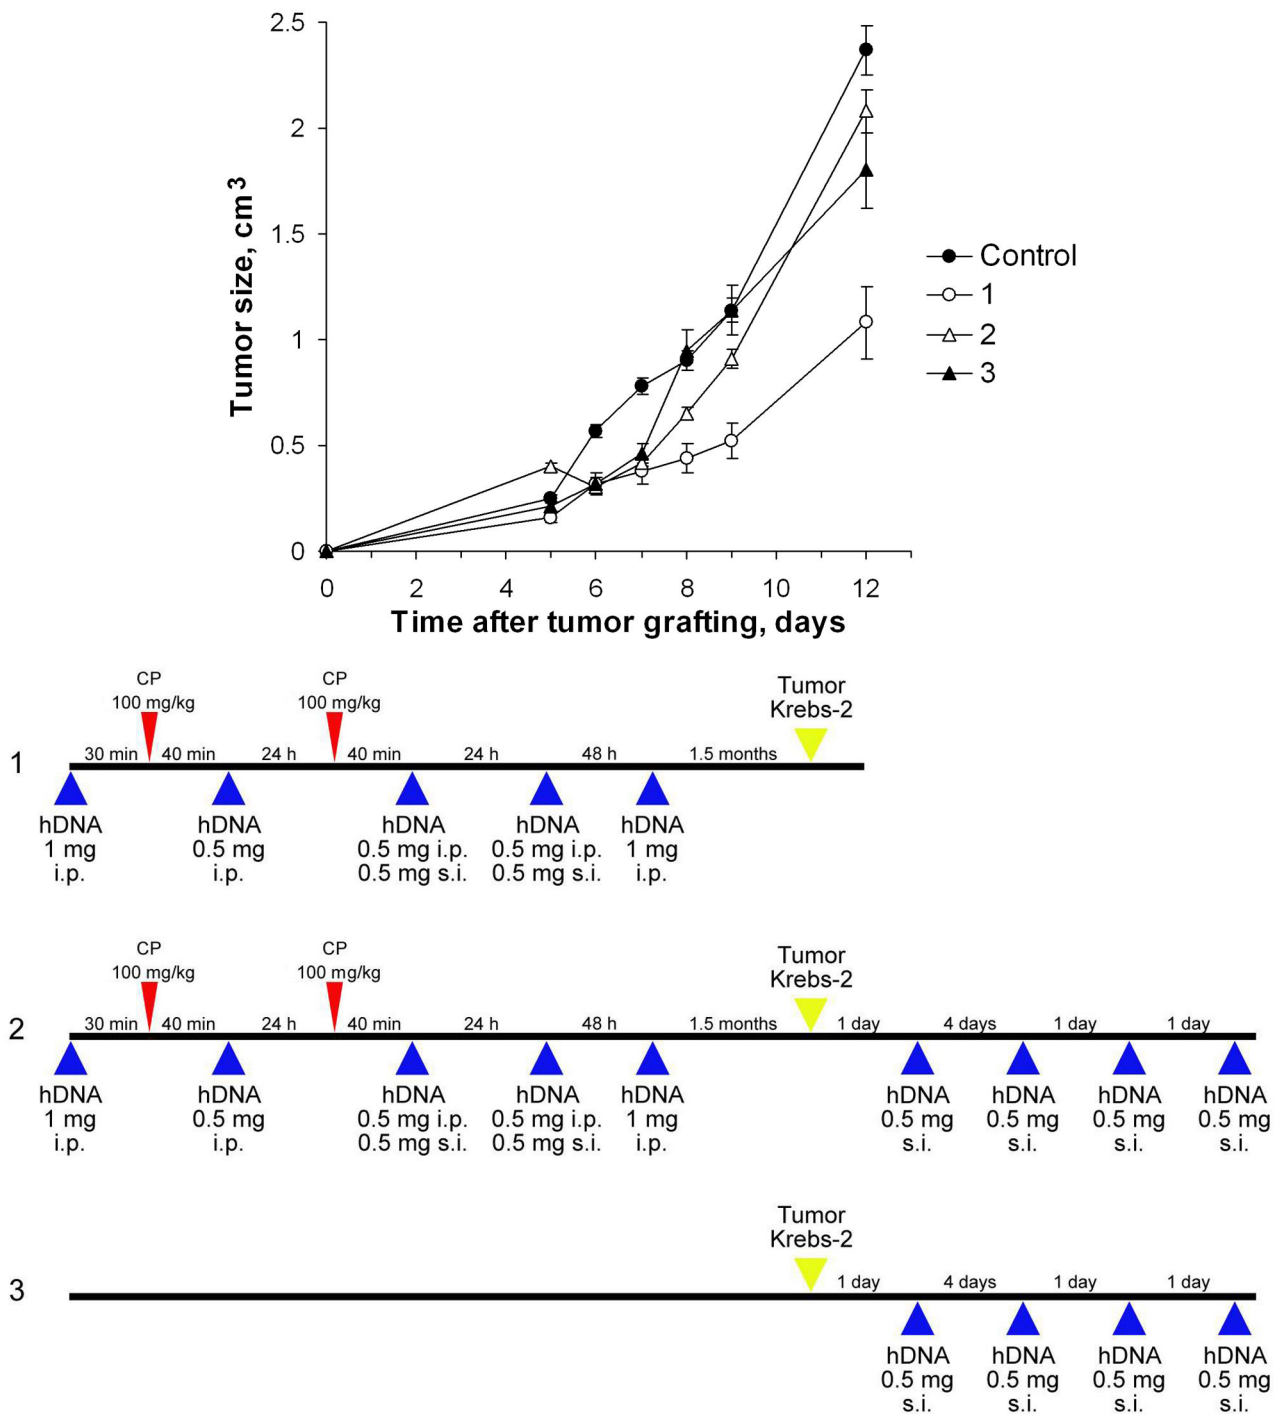 2.5
2
1.5
1
0.5
0
Tumor size, cm³
0 2 4 6 8 10 12
Time after tumor grafting, days
Control
1
2
3
CP
100 mg/kg
CP
100 mg/kg
Tumor
Krebs-2
1
30 min 40 min 24 h 40 min 24 h 48 h 1.5 months
hDNA hDNA hDNA hDNA hDNA
1 mg 0.5 mg 0.5 mg i.p. 0.5 mg i.p. 1 mg
i.p. i.p. 0.5 mg s.i. 0.5 mg s.i. i.p.
CP
100 mg/kg
CP
100 mg/kg
Tumor
Krebs-2
2
30 min 40 min 24 h 40 min 24 h 48 h 1.5 months 1 day 4 days 1 day 1 day
hDNA hDNA hDNA hDNA hDNA hDNA hDNA hDNA hDNA
1 mg 0.5 mg 0.5 mg i.p. 0.5 mg i.p. 1 mg 0.5 mg 0.5 mg 0.5 mg 0.5 mg
i.p. i.p. 0.5 mg s.i. 0.5 mg s.i. i.p. s.i. s.i. s.i. s.i.
Tumor
Krebs-2
3
1 day 4 days 1 day 1 day
hDNA hDNA hDNA hDNA
0.5 mg 0.5 mg 0.5 mg 0.5 mg
s.i. s.i. s.i. s.i.